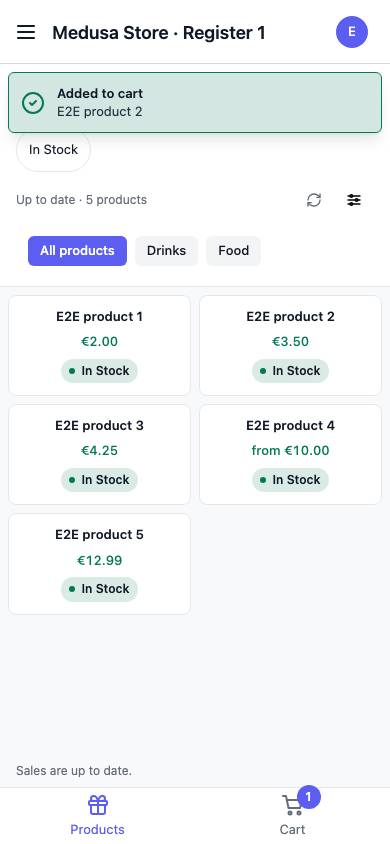 Medusa Store · Register 1
E
Added to cart
E2E product 2
In Stock
Up to date · 5 products
All products
Drinks
Food
E2E product 1
€2.00
In Stock
E2E product 2
€3.50
In Stock
E2E product 3
€4.25
In Stock
E2E product 4
from €10.00
In Stock
E2E product 5
€12.99
In Stock
Sales are up to date.
Products
1
Cart